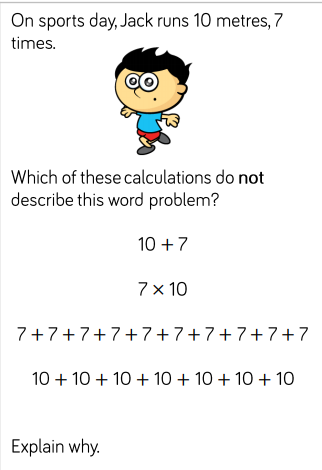 On sports day, Jack runs 10 metres, 7
times.
Which of these calculations do not
describe this word problem?
10 + 7
7 × 10
7 + 7 + 7 + 7 + 7 + 7 + 7 + 7 + 7 + 7
10 + 10 + 10 + 10 + 10 + 10 + 10
Explain why.